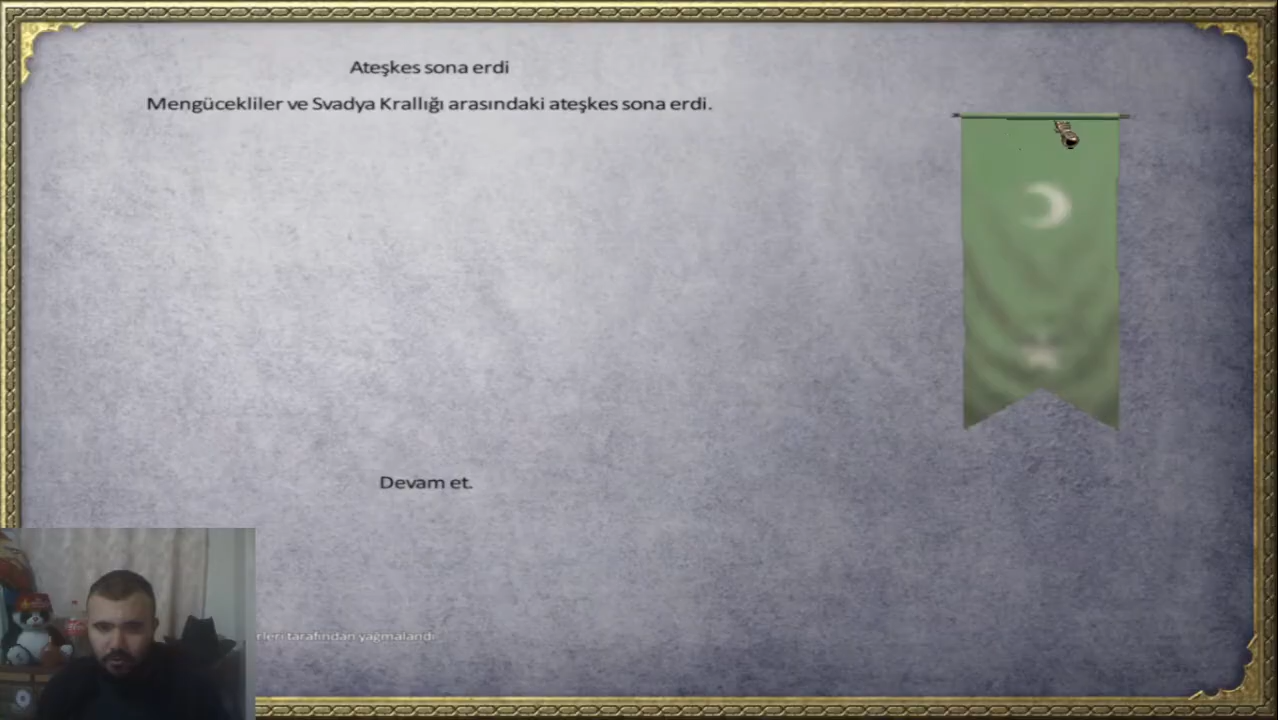 Ateşkes sona erdi
Mengücekliler ve Svadya Krallığı arasındaki ateşkes sona erdi.
Devam et.
tarafından yağmalandı